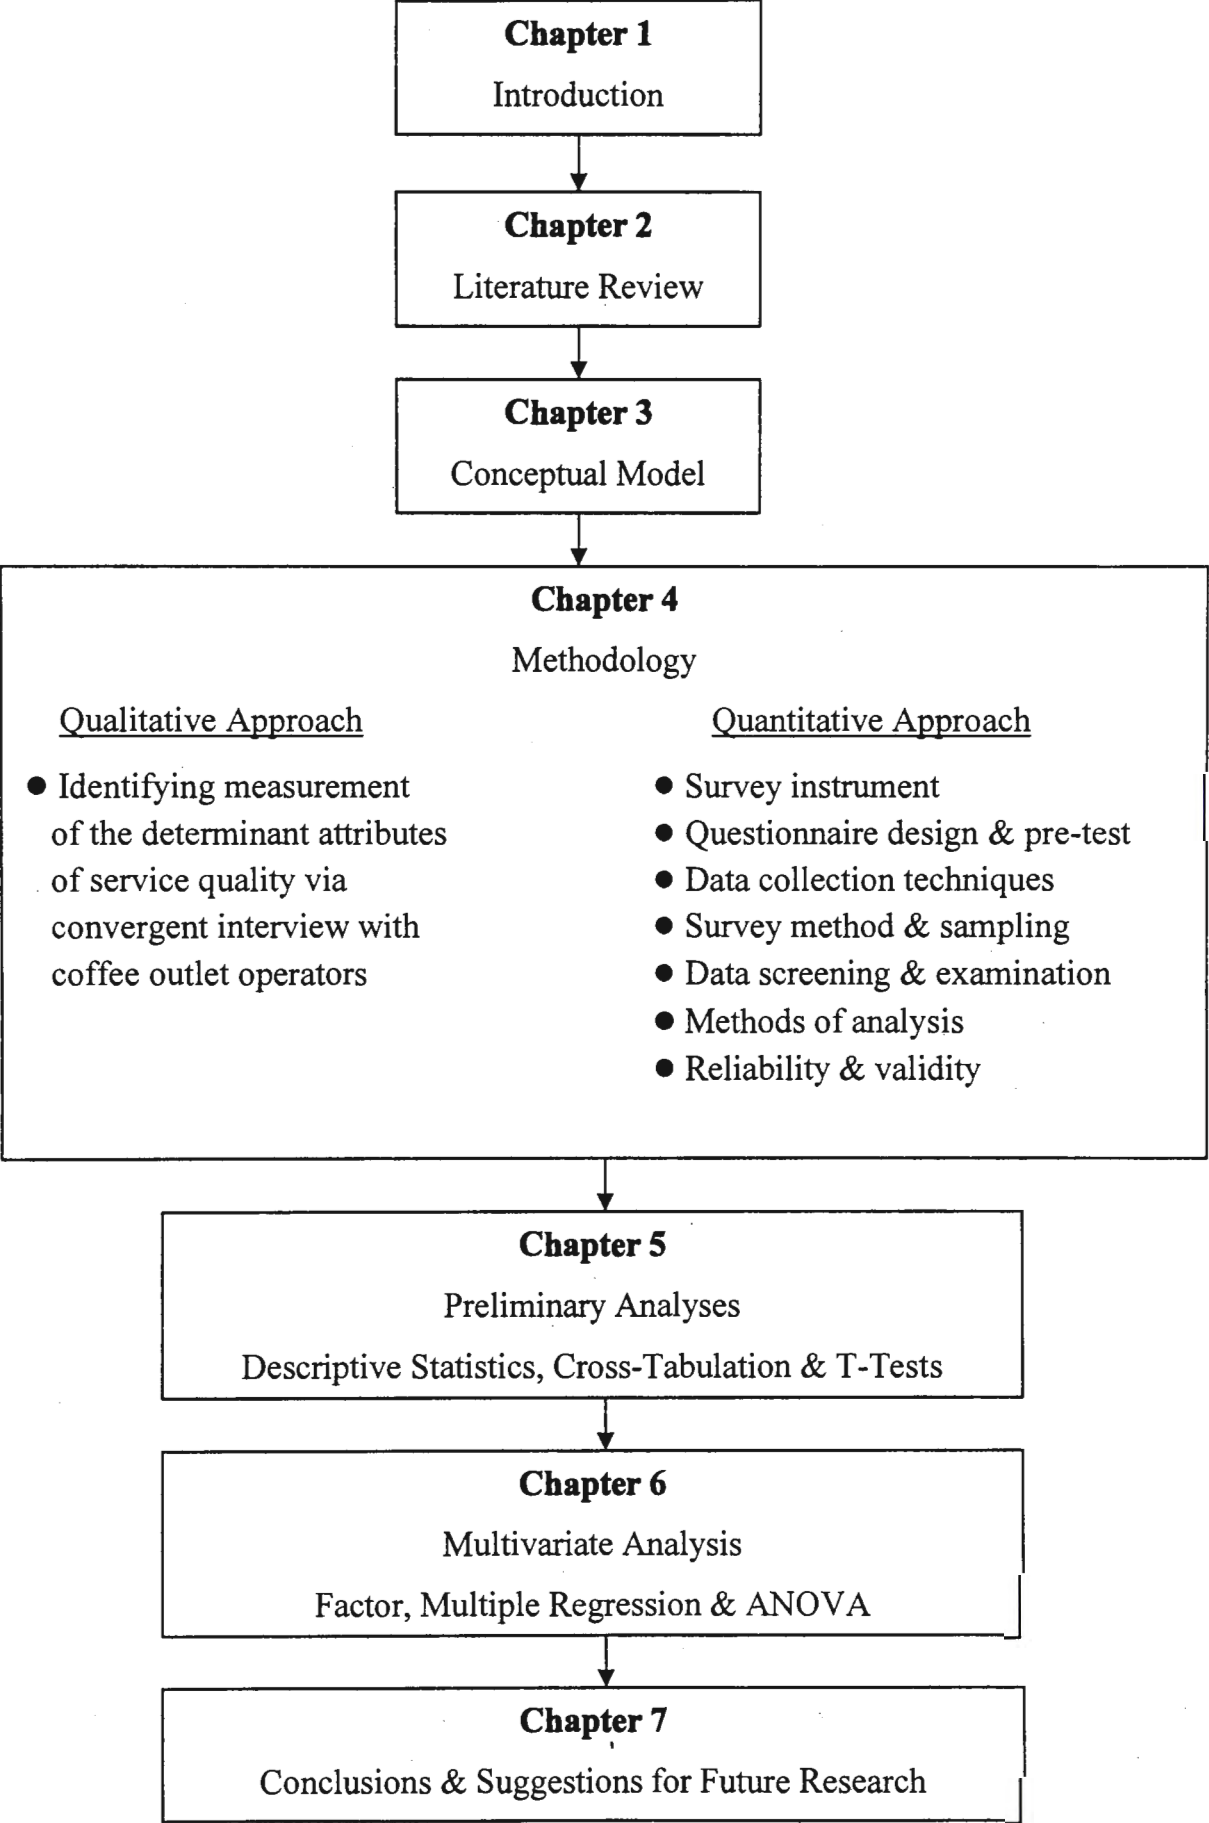 Chapter 1
Introduction
Chapter 2
Literature Review
Chapter 3
Conceptual Model
Chapter 4
Methodology
Qualitative Approach
● Identifying measurement
of the determinant attributes
of service quality via
convergent interview with
coffee outlet operators
Quantitative Approach
● Survey instrument
● Questionnaire design & pre-test
● Data collection techniques
● Survey method & sampling
● Data screening & examination
● Methods of analysis
● Reliability & validity
Chapter 5
Preliminary Analyses
Descriptive Statistics, Cross-Tabulation & T-Tests
Chapter 6
Multivariate Analysis
Factor, Multiple Regression & ANOVA
Chapter 7
Conclusions & Suggestions for Future Research